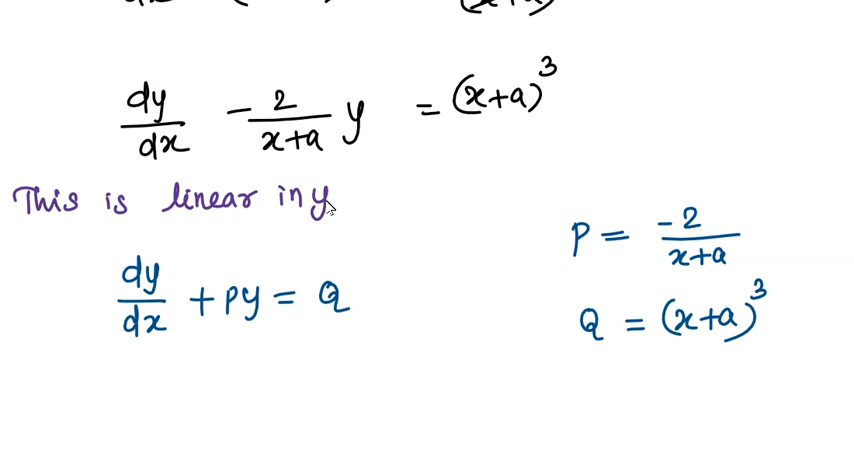 dy/dx - 2/(x+a) y = (x+a)^3
This is linear in y
P = -2/(x+a)
dy/dx + Py = Q
Q = (x+a)^3